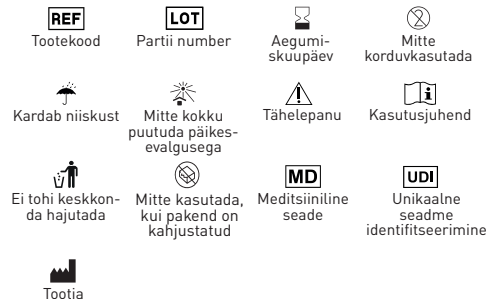 REF
LOT
Tootekood
Partii number
Aegumi-
skuupäev
Mitte
korduvkasutada
Kardab niiskust
Mitte kokku
puutuda päikes-
evalgusega
Tähelepanu
Kasutusjuhend
Ei tohi keskkon-
da hajutada
Mitte kasutada,
kui pakend on
kahjustatud
MD
Meditsiiniline
seade
UDI
Unikaalne
seadme
identifitseerimine
Tootja